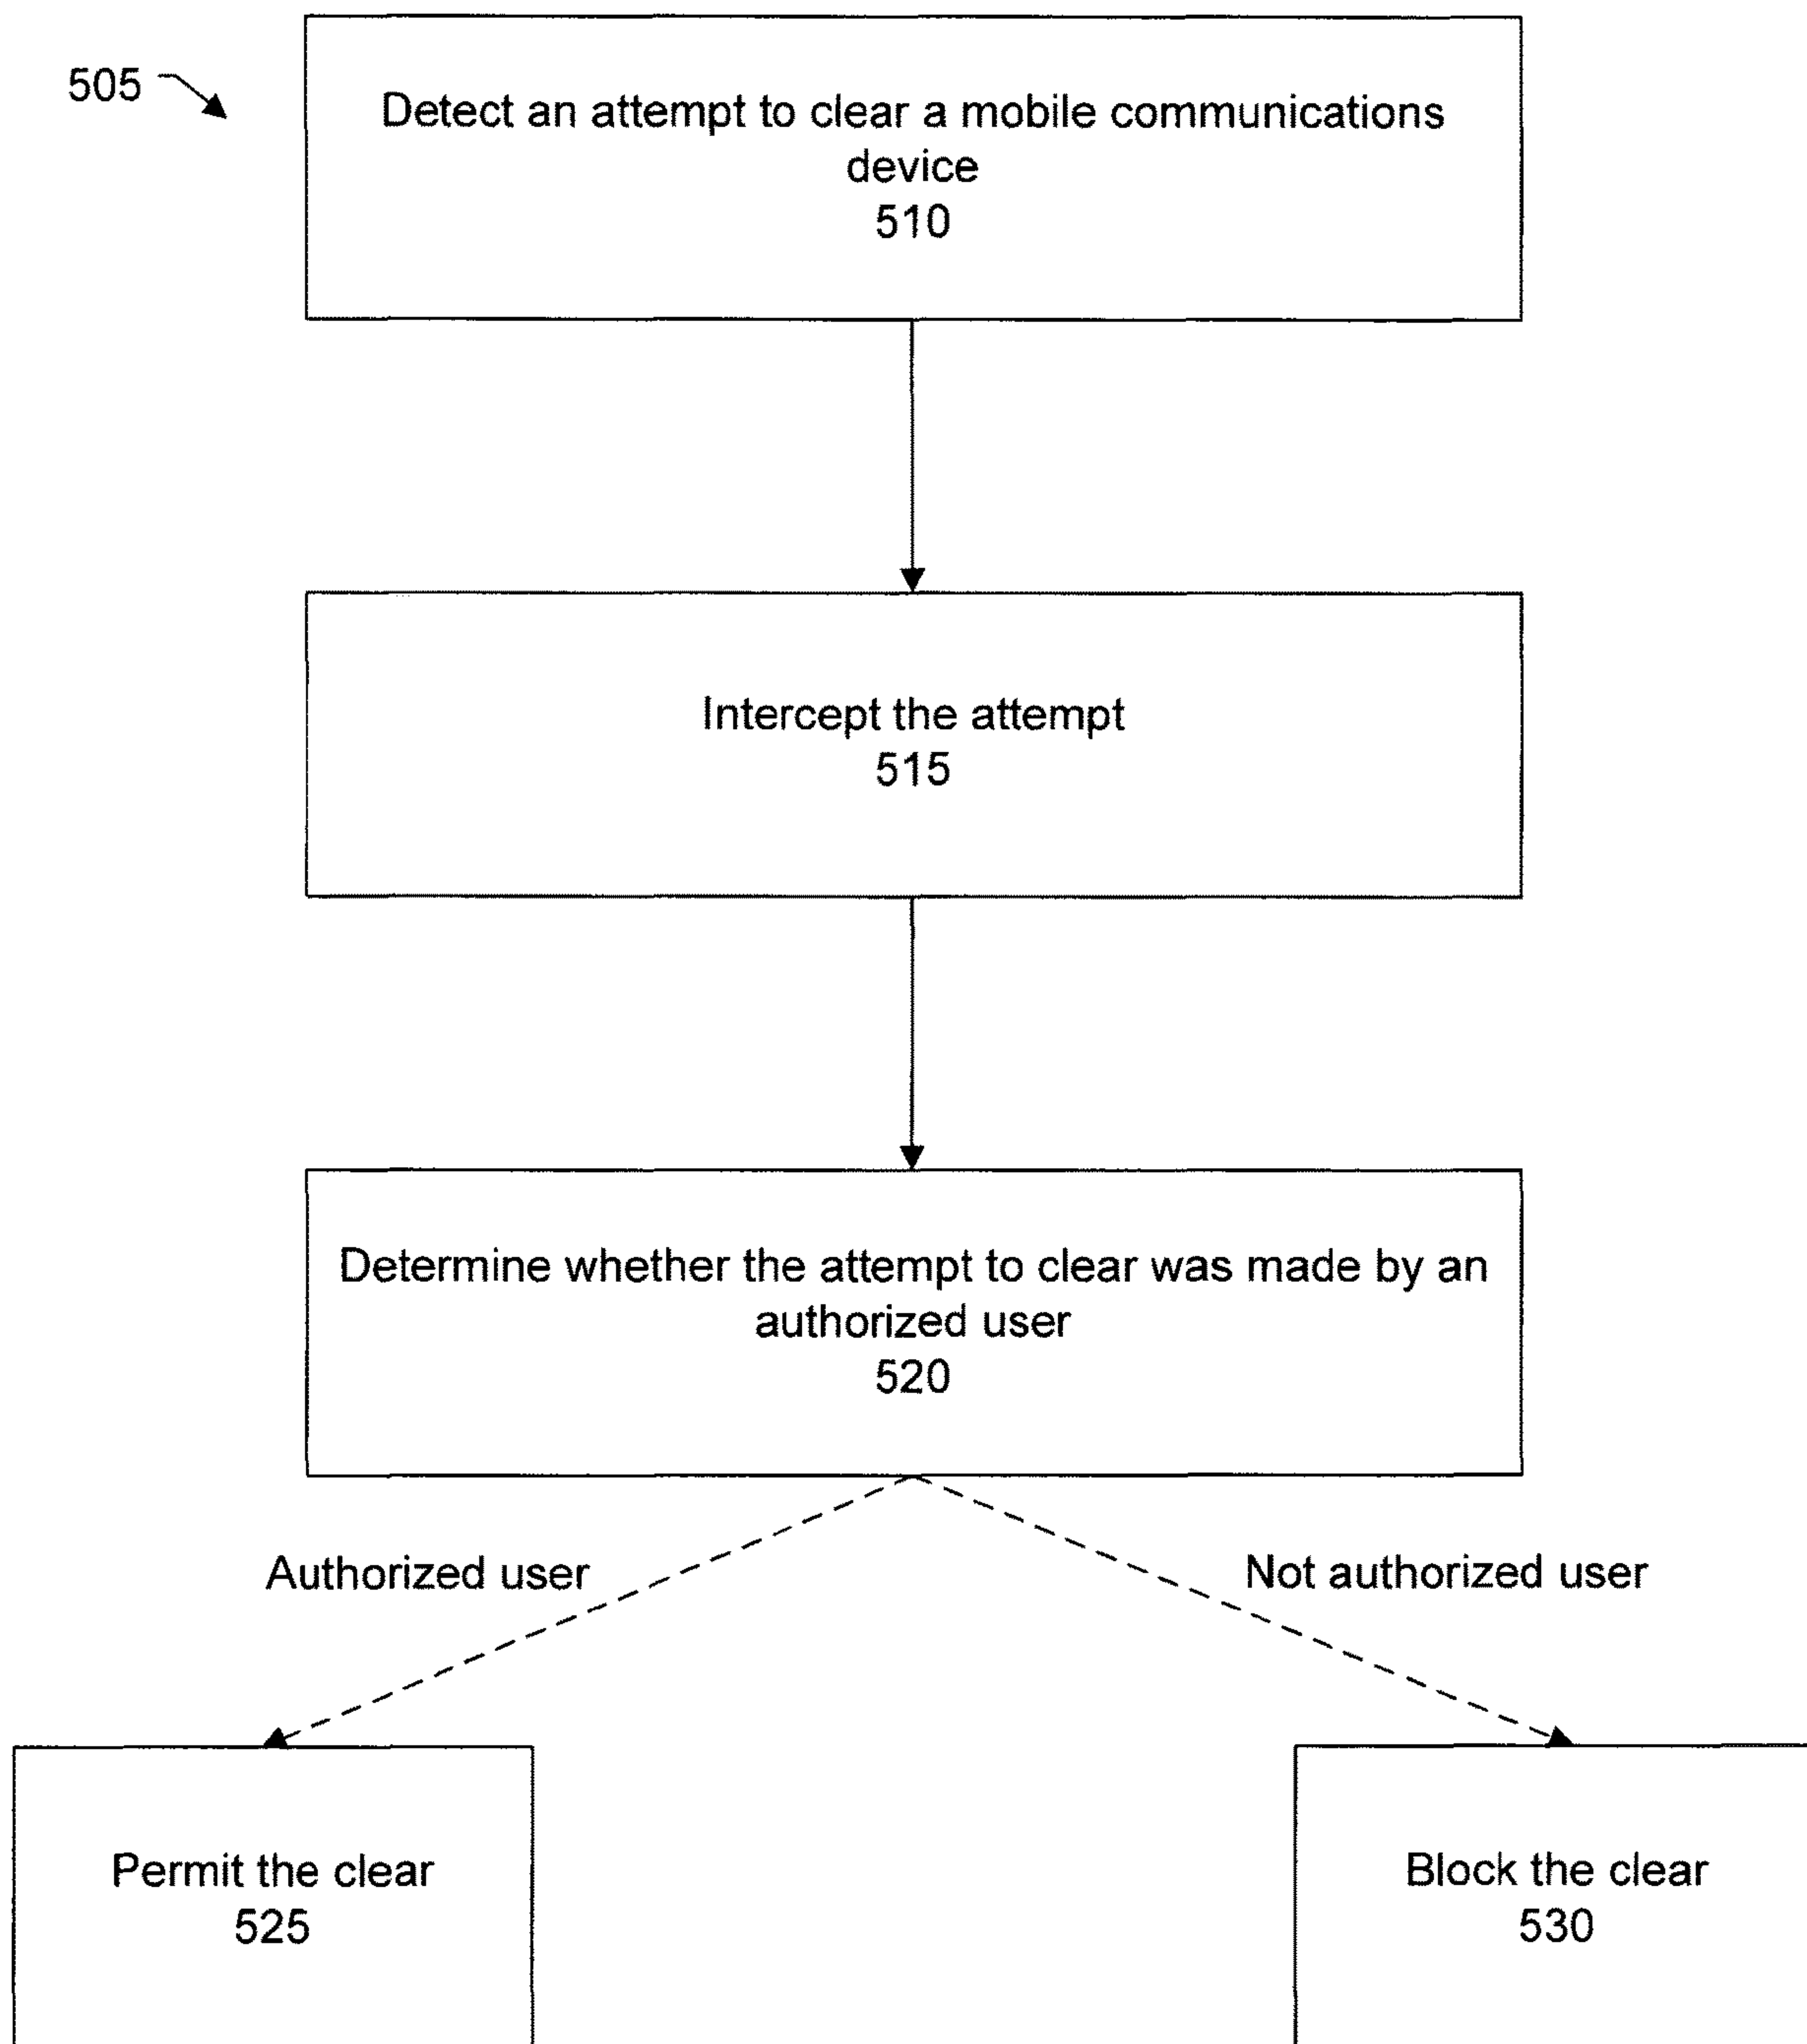 505
Detect an attempt to clear a mobile communications
device
510
Intercept the attempt
515
Determine whether the attempt to clear was made by an
authorized user
520
Authorized user
Not authorized user
Permit the clear
525
Block the clear
530